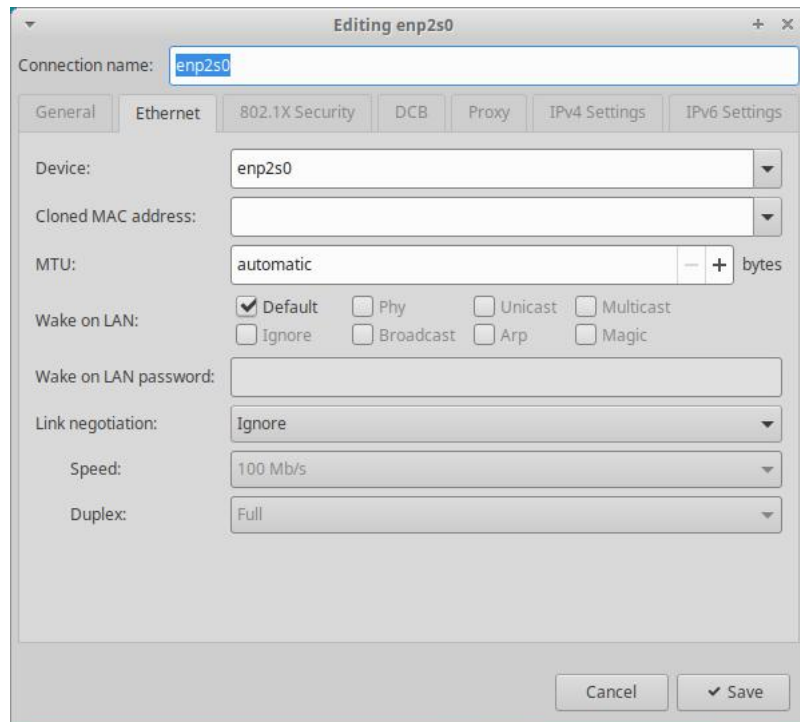 Editing enp2s0
Connection name: enp2s0
General Ethernet 802.1X Security DCB Proxy IPv4 Settings IPv6 Settings
Device: enp2s0
Cloned MAC address:
MTU: automatic − + bytes
Wake on LAN: Default Phy Unicast Multicast
Ignore Broadcast Arp Magic
Wake on LAN password:
Link negotiation: Ignore
Speed: 100 Mb/s
Duplex: Full
Cancel Save